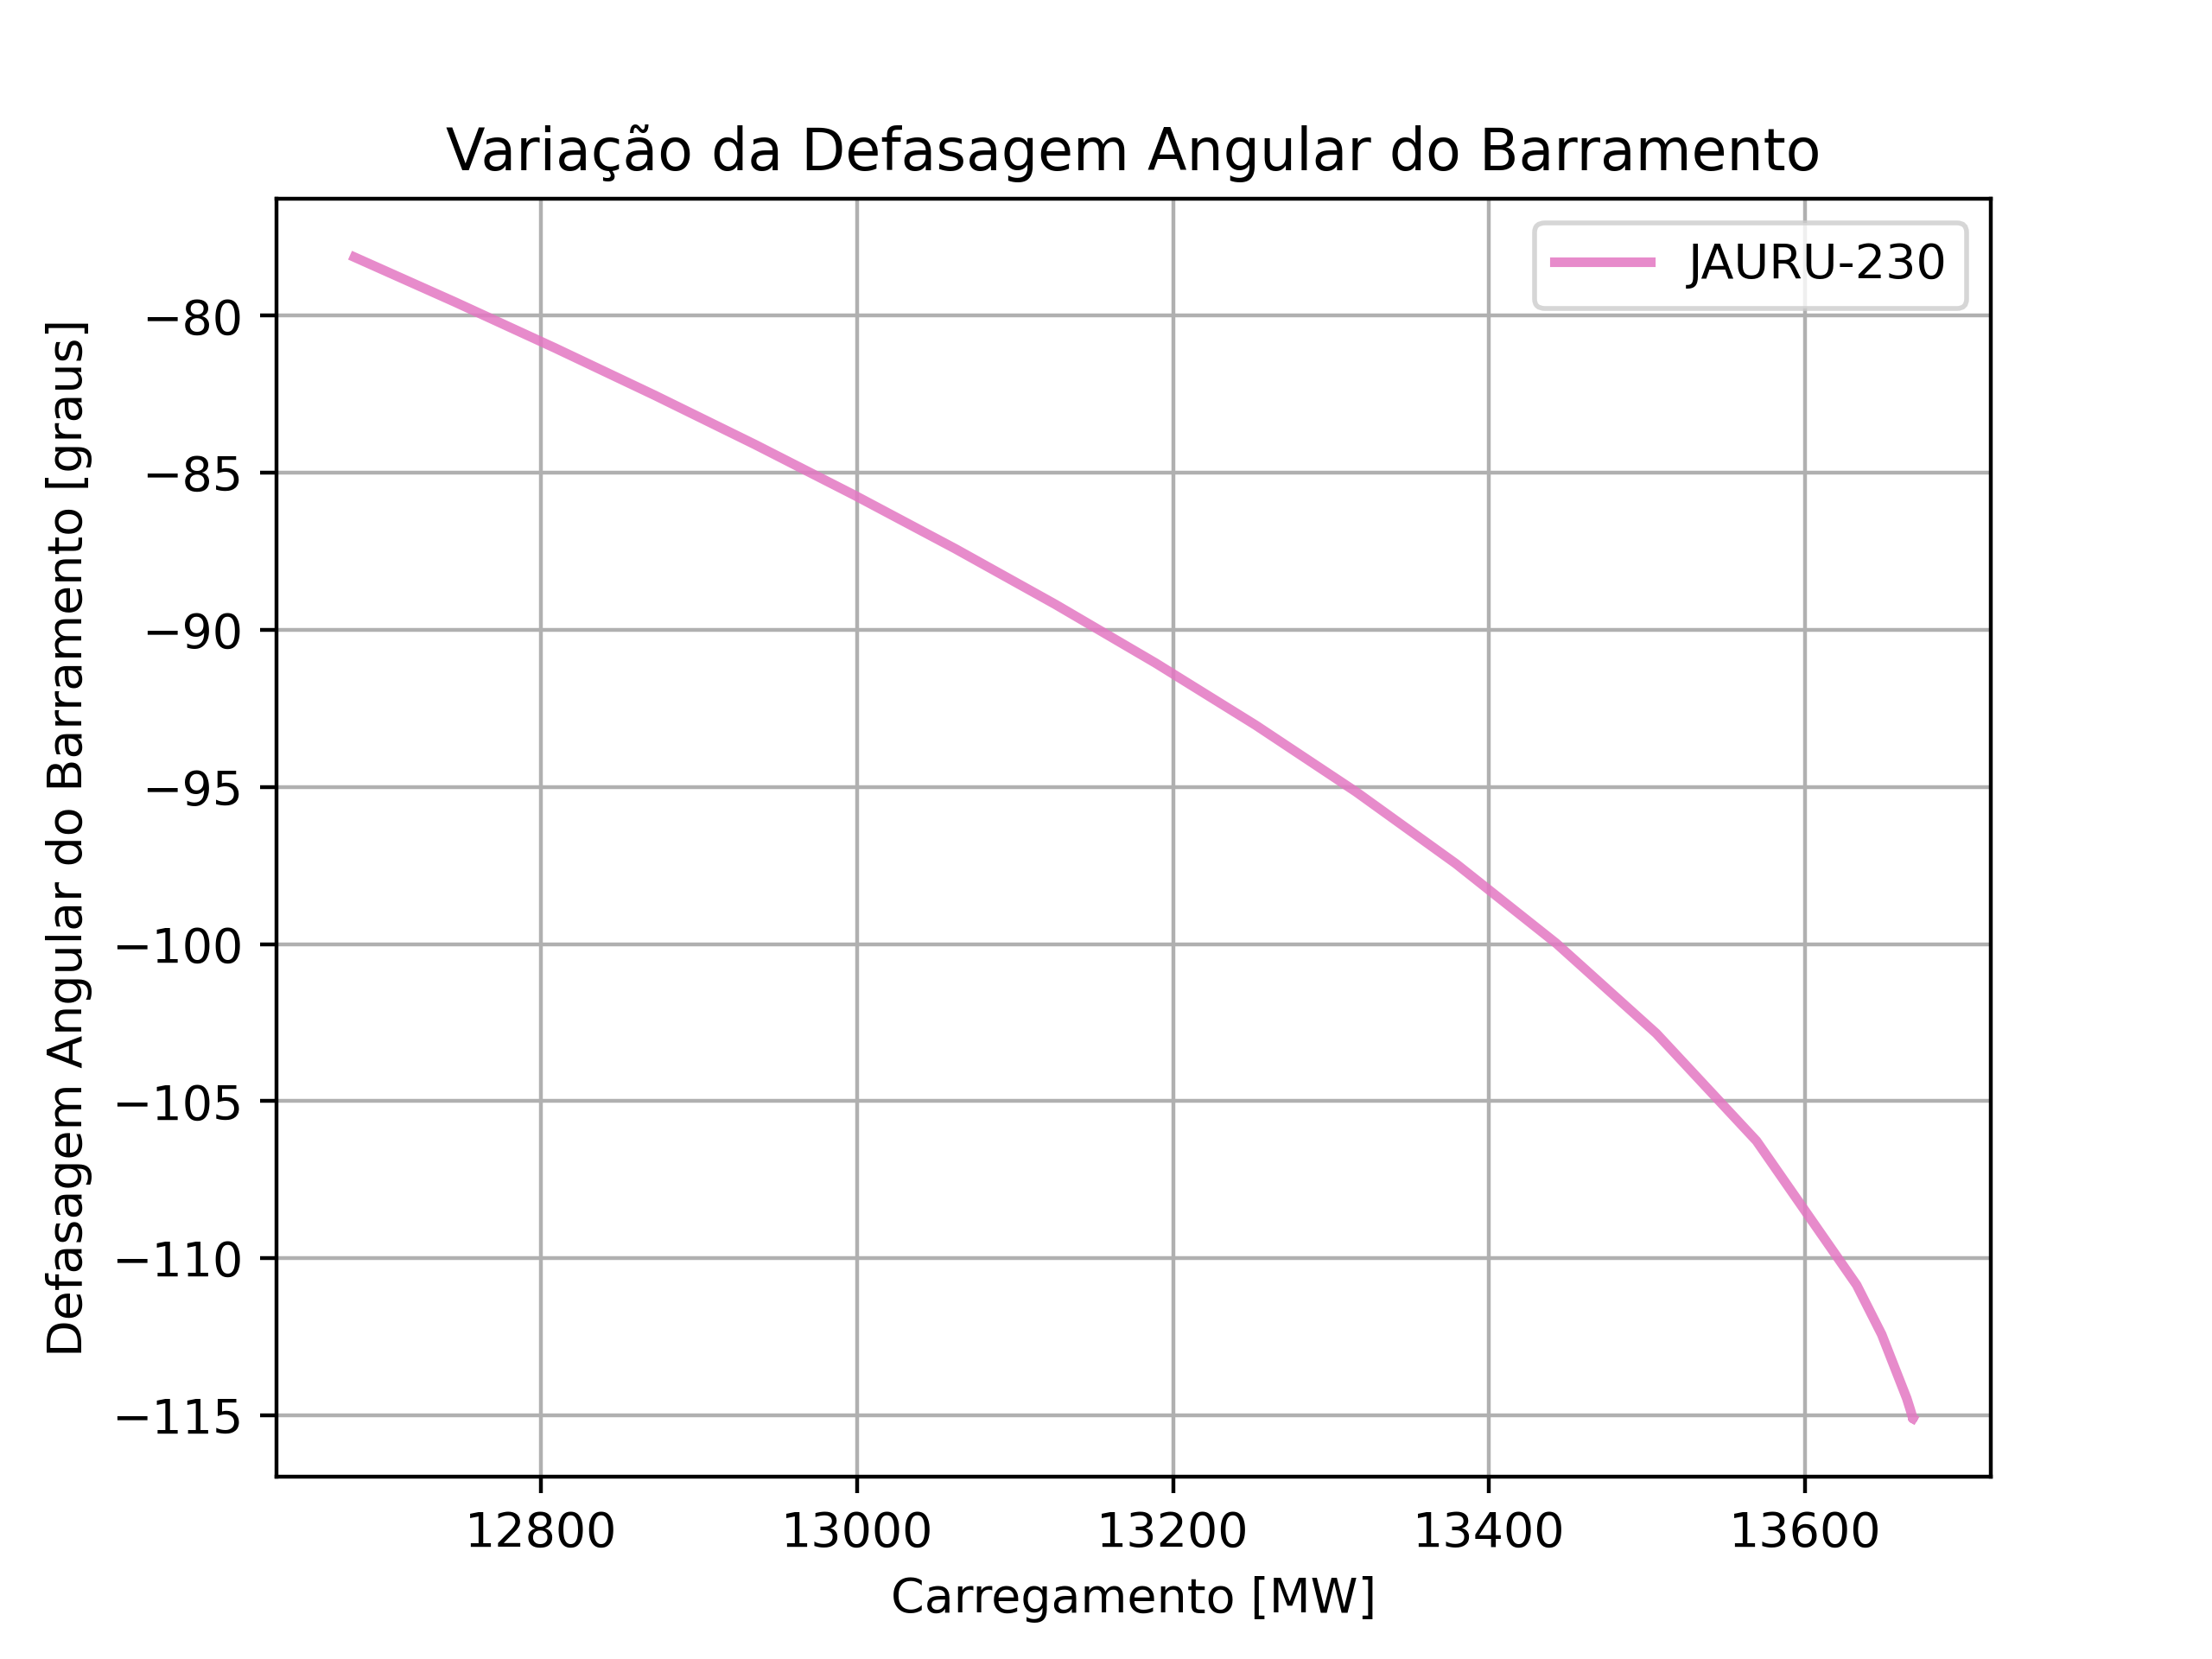 Variação da Defasagem Angular do Barramento
JAURU-230
Defasagem Angular do Barramento [graus]
−80
−85
−90
−95
−100
−105
−110
−115
12800 13000 13200 13400 13600
Carregamento [MW]